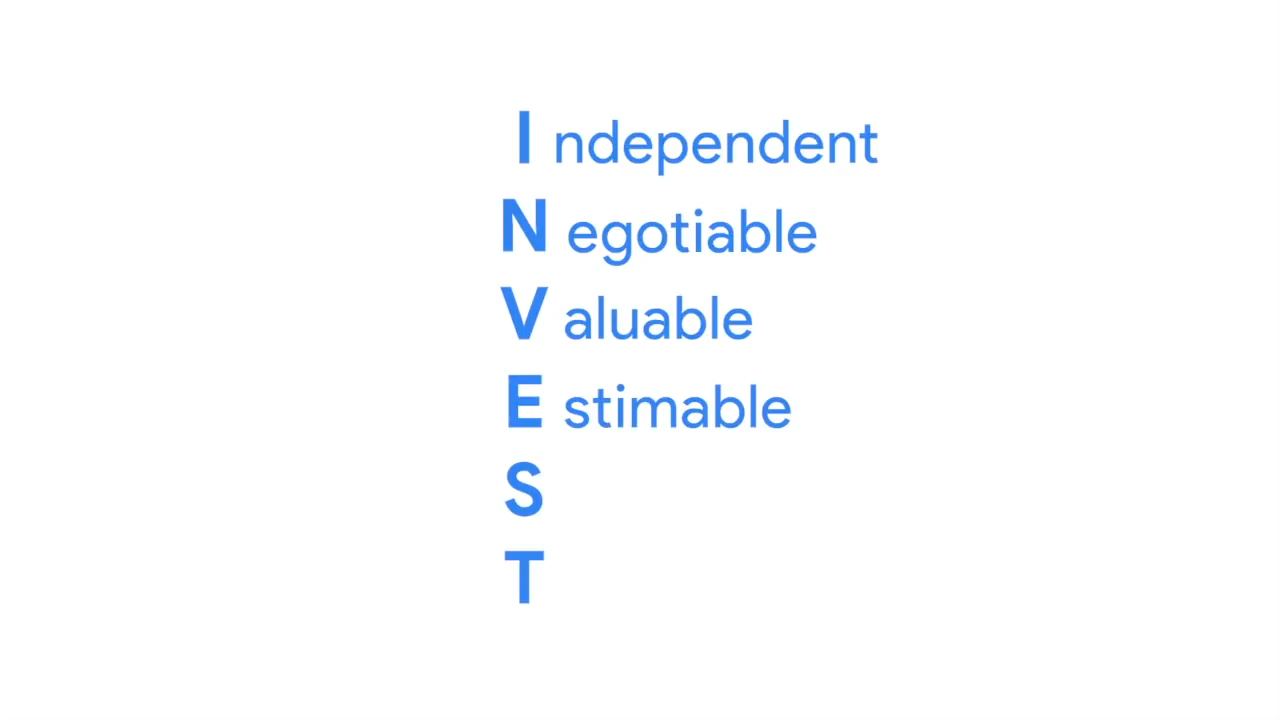 I ndependent
N egotiable
V aluable
E stimable
S
T